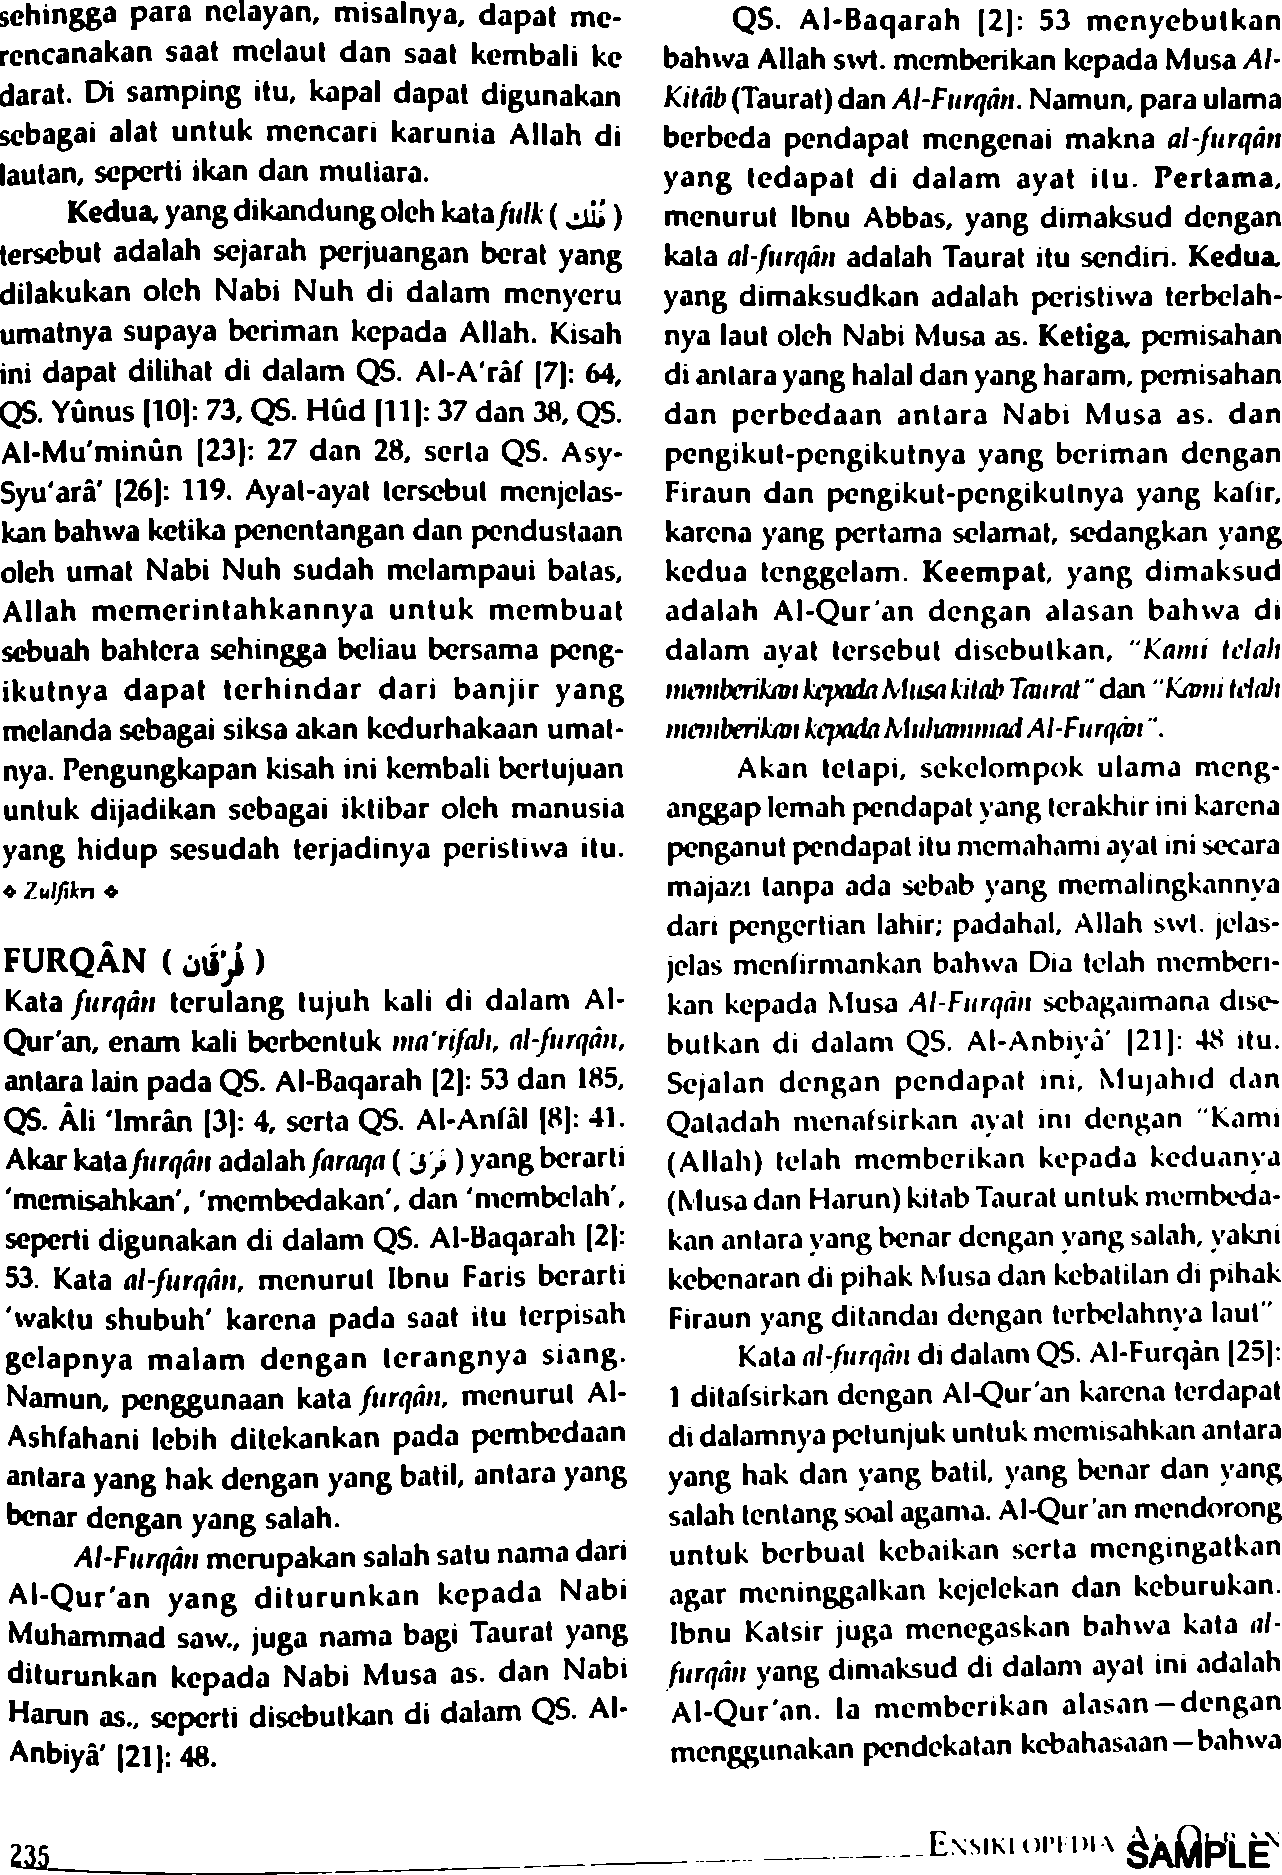 sehingga para nelayan, misalnya, dapat me-
rencanakan saat melaut dan saat kembali ke
darat. Di samping itu, kapal dapat digunakan
sebagai alat untuk mencari karunia Allah di
lautan, seperti ikan dan mutiara.
Kedua, yang dikandung oleh kata fulk ( )
tersebut adalah sejarah perjuangan berat yang
dilakukan oleh Nabi Nuh di dalam menyeru
umatnya supaya beriman kepada Allah. Kisah
ini dapat dilihat di dalam QS. Al-A'râf [7]: 64,
QS. Yûnus [10]: 73, QS. Hûd [11]: 37 dan 38, QS.
Al-Mu'minûn [23]: 27 dan 28, serta QS. Asy-
Syu'arâ' [26]: 119. Ayat-ayat tersebut menjelas-
kan bahwa ketika penentangan dan pendustaan
oleh umat Nabi Nuh sudah melampaui batas,
Allah memerintahkannya untuk membuat
sebuah bahtera sehingga beliau bersama peng-
ikutnya dapat terhindar dari banjir yang
melanda sebagai siksa akan kedurhakaan umat-
nya. Pengungkapan kisah ini kembali bertujuan
untuk dijadikan sebagai iktibar oleh manusia
yang hidup sesudah terjadinya peristiwa itu.
❖ Zulfikri ❖
FURQÂN ( فُرْقَان )
Kata furqân terulang tujuh kali di dalam Al-
Qur'an, enam kali berbentuk ma'rifah, al-furqân,
antara lain pada QS. Al-Baqarah [2]: 53 dan 185,
QS. Âli 'Imrân [3]: 4, serta QS. Al-Anfâl [8]: 41.
Akar kata furqân adalah faraqa ( فَرَقَ ) yang berarti
'memisahkan', 'membedakan', dan 'membelah',
seperti digunakan di dalam QS. Al-Baqarah [2]:
53. Kata al-furqân, menurut Ibnu Faris berarti
'waktu shubuh' karena pada saat itu terpisah
gelapnya malam dengan terangnya siang.
Namun, penggunaan kata furqân, menurut Al-
Ashfahani lebih ditekankan pada pembedaan
antara yang hak dengan yang batil, antara yang
benar dengan yang salah.
Al-Furqân merupakan salah satu nama dari
Al-Qur'an yang diturunkan kepada Nabi
Muhammad saw., juga nama bagi Taurat yang
diturunkan kepada Nabi Musa as. dan Nabi
Harun as., seperti disebutkan di dalam QS. Al-
Anbiyâ' [21]: 48.
QS. Al-Baqarah [2]: 53 menyebutkan
bahwa Allah swt. memberikan kepada Musa Al-
Kitâb (Taurat) dan Al-Furqân. Namun, para ulama
berbeda pendapat mengenai makna al-furqân
yang tedapat di dalam ayat itu. Pertama,
menurut Ibnu Abbas, yang dimaksud dengan
kata al-furqân adalah Taurat itu sendiri. Kedua,
yang dimaksudkan adalah peristiwa terbelah-
nya laut oleh Nabi Musa as. Ketiga, pemisahan
di antara yang halal dan yang haram, pemisahan
dan perbedaan antara Nabi Musa as. dan
pengikut-pengikutnya yang beriman dengan
Firaun dan pengikut-pengikutnya yang kafir,
karena yang pertama selamat, sedangkan yang
kedua tenggelam. Keempat, yang dimaksud
adalah Al-Qur'an dengan alasan bahwa di
dalam ayat tersebut disebutkan, "Kami telah
memberikan kepada Musa kitab Taurat" dan "Kami telah
memberikan kepada Muhammad Al-Furqân".
Akan tetapi, sekelompok ulama meng-
anggap lemah pendapat yang terakhir ini karena
penganut pendapat itu memahami ayat ini secara
majazi tanpa ada sebab yang memalingkannya
dari pengertian lahir; padahal, Allah swt. jelas-
jelas menfirmankan bahwa Dia telah memberi-
kan kepada Musa Al-Furqân sebagaimana dise-
butkan di dalam QS. Al-Anbiyâ' [21]: 48 itu.
Sejalan dengan pendapat ini, Mujahid dan
Qatadah menafsirkan ayat ini dengan "Kami
(Allah) telah memberikan kepada keduanya
(Musa dan Harun) kitab Taurat untuk membeda-
kan antara yang benar dengan yang salah, yakni
kebenaran di pihak Musa dan kebatilan di pihak
Firaun yang ditandai dengan terbelahnya laut"
Kata al-furqân di dalam QS. Al-Furqân [25]:
1 ditafsirkan dengan Al-Qur'an karena terdapat
di dalamnya petunjuk untuk memisahkan antara
yang hak dan yang batil, yang benar dan yang
salah tentang soal agama. Al-Qur'an mendorong
untuk berbuat kebaikan serta mengingatkan
agar meninggalkan kejelekan dan keburukan.
Ibnu Katsir juga menegaskan bahwa kata al-
furqân yang dimaksud di dalam ayat ini adalah
Al-Qur'an. Ia memberikan alasan—dengan
menggunakan pendekatan kebahasaan—bahwa
235
ENSIKLOPEDIA AL-QUR'AN
SAMPLE